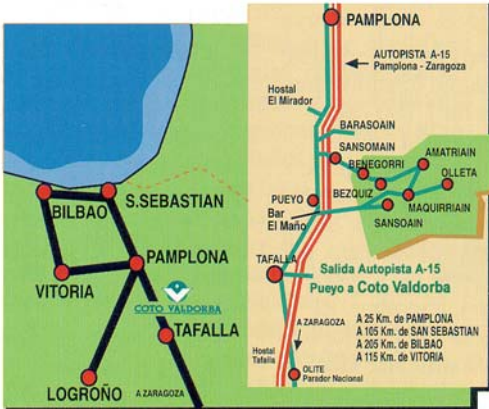 BILBAO
S.SEBASTIAN
VITORIA
PAMPLONA
COTO VALDORBA
TAFALLA
LOGROÑO
A ZARAGOZA
PAMPLONA
AUTOPISTA A-15
Pamplona - Zaragoza
Hostal
El Mirador
BARASOAIN
SANSOMAIN
BENEGORRI
AMATRIAIN
OLLETA
BEZQUIZ
MAQUIRRIAIN
SANSOAIN
PUEYO
Bar
El Maño
TAFALLA
Salida Autopista A-15
Pueyo a Coto Valdorba
A ZARAGOZA
A 25 Km. de PAMPLONA
A 105 Km. de SAN SEBASTIAN
A 205 Km. de BILBAO
A 115 Km. de VITORIA
Hostal
Tafalla
OLITE
Parador Nacional